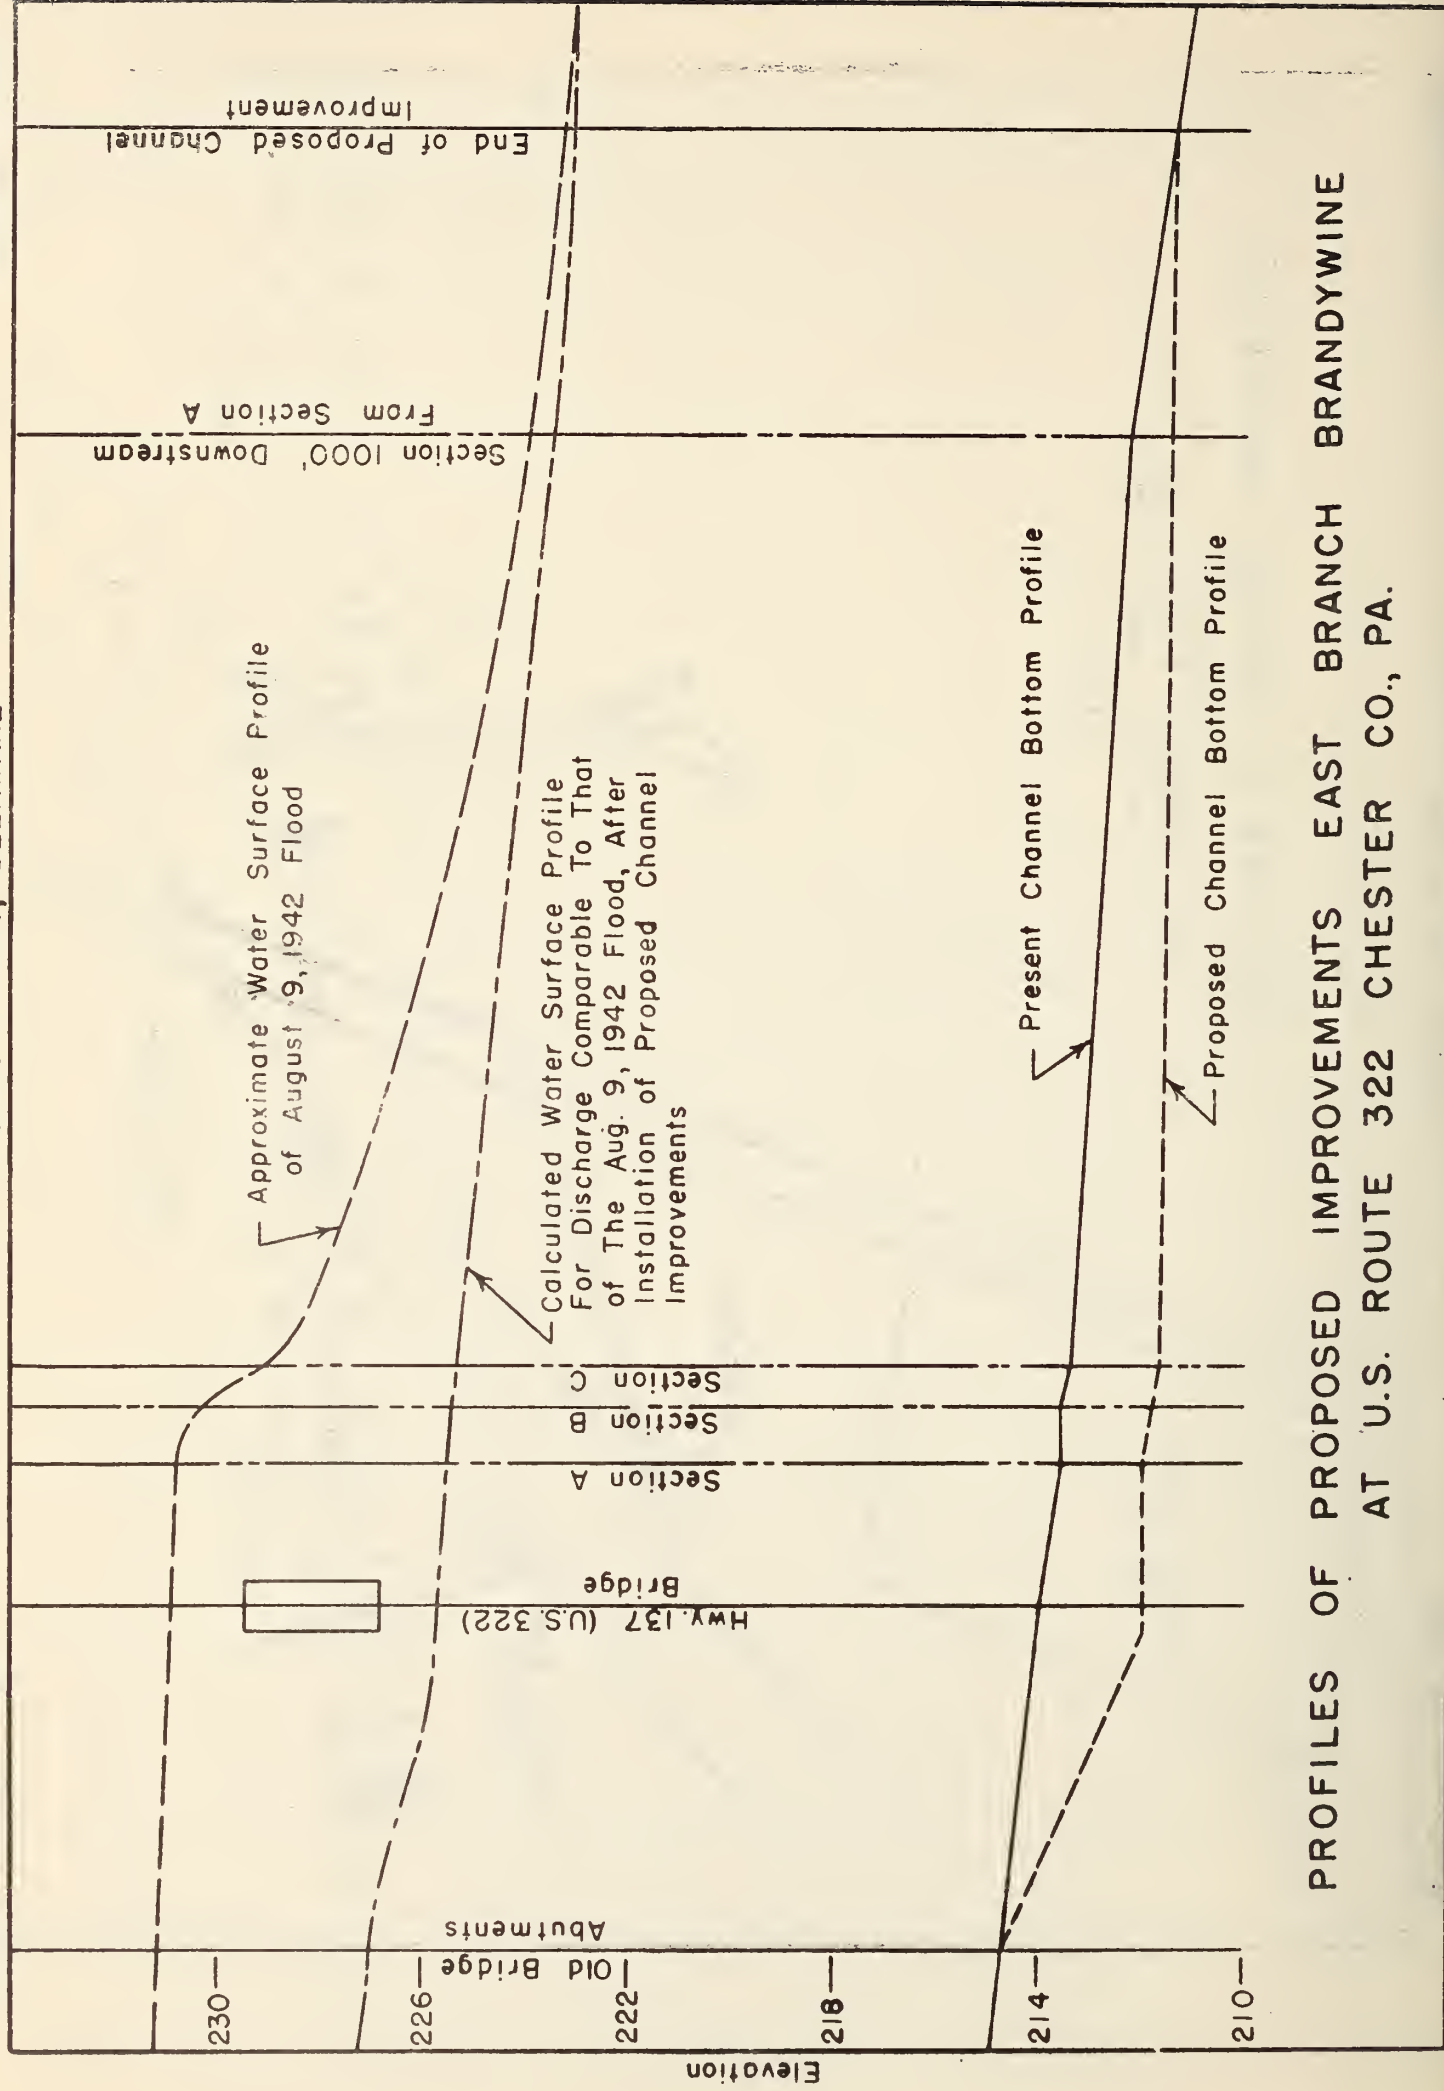 End of Proposed Channel
Improvement
Section 1000' Downstream
From Section A
Approximate Water Surface Profile
of August 9, 1942 Flood
Calculated Water Surface Profile
For Discharge Comparable To That
of The Aug. 9, 1942 Flood, After
Installation of Proposed Channel
Improvements
Present Channel Bottom Profile
Proposed Channel Bottom Profile
Section C
Section B
Section A
Hwy. 137 (U.S. 322)
Bridge
Old Bridge
Abutments
230
226
222
218
214
210
Elevation
PROFILES OF PROPOSED IMPROVEMENTS EAST BRANCH BRANDYWINE
AT U.S. ROUTE 322 CHESTER CO., PA.